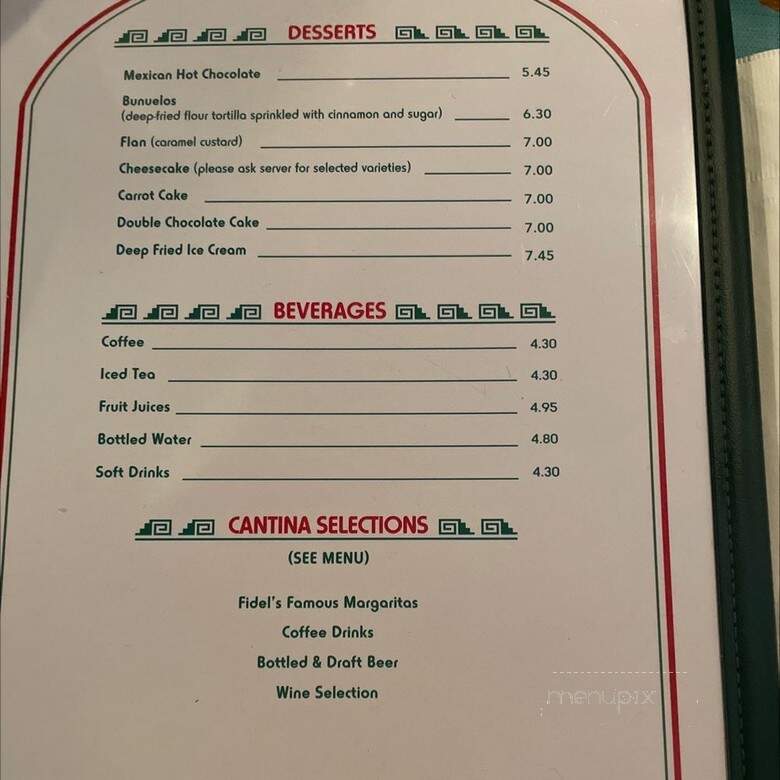 DESSERTS
Mexican Hot Chocolate 5.45
Bunuelos
(deep-fried flour tortilla sprinkled with cinnamon and sugar) 6.30
Flan (caramel custard) 7.00
Cheesecake (please ask server for selected varieties) 7.00
Carrot Cake 7.00
Double Chocolate Cake 7.00
Deep Fried Ice Cream 7.45
BEVERAGES
Coffee 4.30
Iced Tea 4.30
Fruit Juices 4.95
Bottled Water 4.80
Soft Drinks 4.30
CANTINA SELECTIONS
(SEE MENU)
Fidel's Famous Margaritas
Coffee Drinks
Bottled & Draft Beer
Wine Selection
menupix